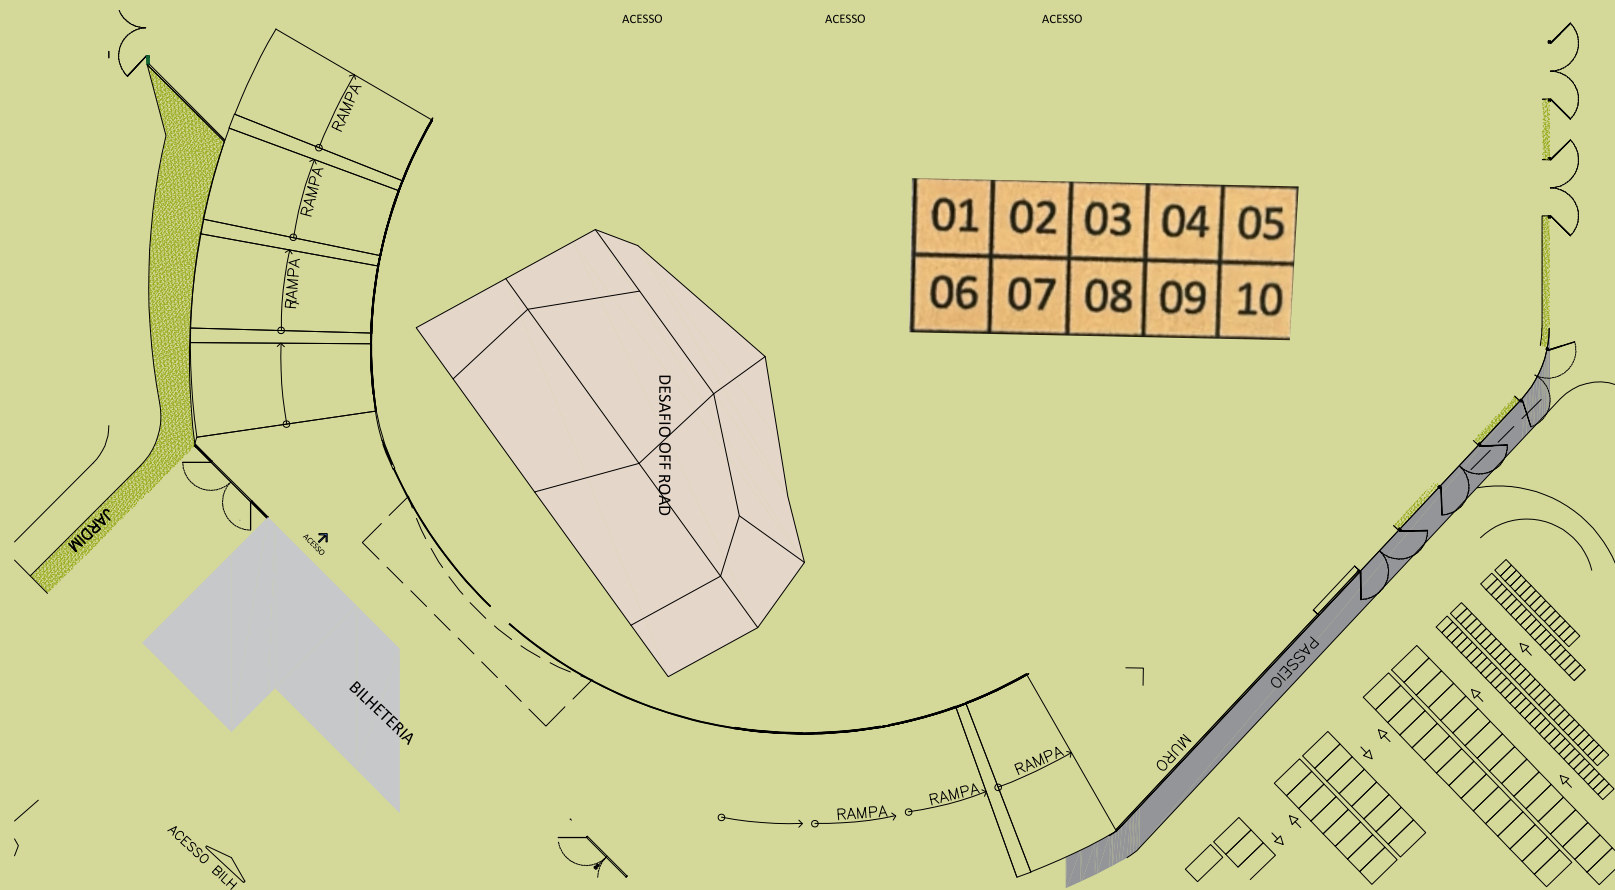 ACESSO ACESSO ACESSO
RAMPA
RAMPA
RAMPA
01 02 03 04 05
06 07 08 09 10
DESAFIO OFF ROAD
JARDIM
ACESSO
BILHETERIA
PASSEIO
MURO
RAMPA
RAMPA
RAMPA
ACESSO BILH